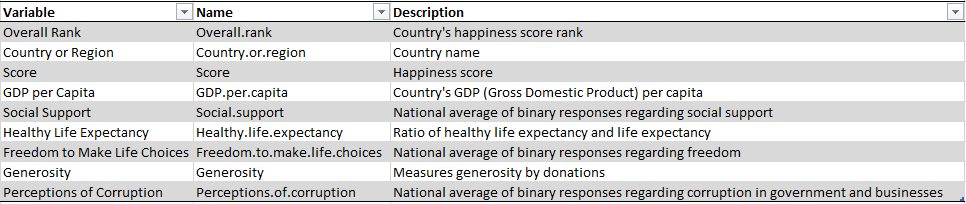 Variable Name Description
Overall Rank Overall.rank Country's happiness score rank
Country or Region Country.or.region Country name
Score Score Happiness score
GDP per Capita GDP.per.capita Country's GDP (Gross Domestic Product) per capita
Social Support Social.support National average of binary responses regarding social support
Healthy Life Expectancy Healthy.life.expectancy Ratio of healthy life expectancy and life expectancy
Freedom to Make Life Choices Freedom.to.make.life.choices National average of binary responses regarding freedom
Generosity Generosity Measures generosity by donations
Perceptions of Corruption Perceptions.of.corruption National average of binary responses regarding corruption in government and businesses